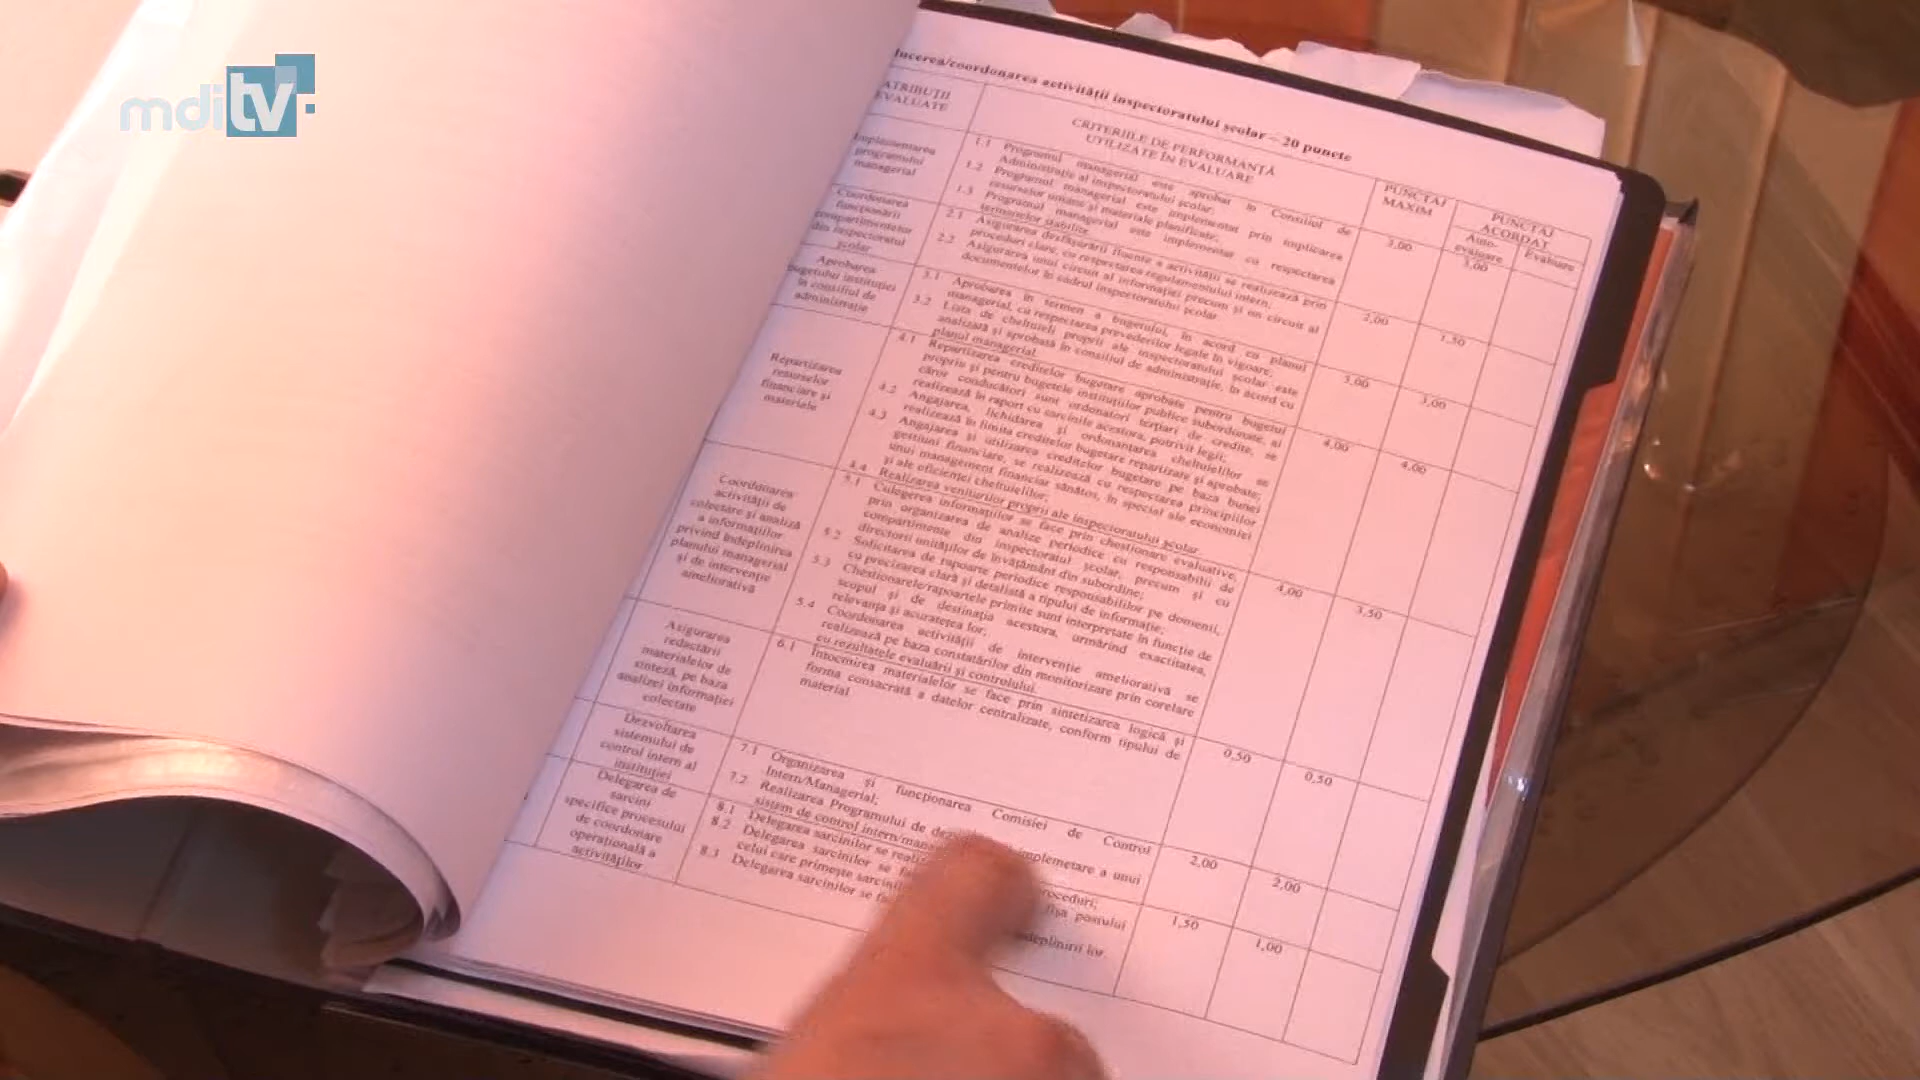 mditv
ducerea/coordonarea activității inspectoratului școlar – 20 puncte
ATRIBUȚII
EVALUATE
CRITERIILE DE PERFORMANȚĂ
UTILIZATE ÎN EVALUARE
PUNCTAJ
MAXIM
PUNCTAJ
ACORDAT
Auto-
evaluare
Evaluare
Implementarea
programului
managerial
1.1 Programul managerial este aprobat în Consiliul de
Administrație al inspectoratului școlar;
1.2 Programul managerial este implementat prin implicarea
resurselor umane și materiale planificate;
1.3 Programul managerial este implementat cu respectarea
termenelor stabilite.
3,00
3,00
Coordonarea
funcționării
compartimentelor
din inspectoratul
școlar
2.1 Asigurarea desfășurării fluente a activității se realizează prin
proceduri clare, cu respectarea regulamentului intern;
2.2 Asigurarea unui circuit al informației precum și un circuit al
documentelor în cadrul inspectoratului școlar.
2,00
1,50
Aprobarea
bugetului instituției
în consiliul de
administrație
3.1 Aprobarea în termen a bugetului, în acord cu planul
managerial, cu respectarea prevederilor legale în vigoare;
3.2 Lista de cheltuieli proprii ale inspectoratului școlar este
analizată și aprobată în consiliul de administrație, în acord cu
planul managerial.
3,00
3,00
Repartizarea
resurselor
financiare și
materiale
4.1 Repartizarea creditelor bugetare aprobate pentru bugetul
propriu și pentru bugetele instituțiilor publice subordonate, ai
căror conducători sunt ordonatori terțiari de credite, se
realizează în raport cu sarcinile acestora, potrivit legii;
4.2 Angajarea, lichidarea și ordonanțarea cheltuielilor se
realizează în limita creditelor bugetare repartizare și aprobate;
4.3 Angajarea și utilizarea creditelor bugetare pe baza bunei
gestiuni financiare, se realizează cu respectarea principiilor
unui management financiar sănătos, în special ale economiei
și ale eficienței cheltuielilor;
4.4 Realizarea veniturilor proprii ale inspectoratului școlar.
4,00
4,00
Coordonarea
activității de
colectare și analiză
a informațiilor
privind îndeplinirea
planului managerial
și de intervenție
ameliorativă
5.1 Culegerea informațiilor se face prin chestionare evaluative,
prin organizarea de analize periodice cu responsabilii de
compartimente din inspectoratul școlar, precum și cu
directorii unităților de învățământ din subordine;
5.2 Solicitarea de rapoarte periodice responsabililor pe domenii,
cu precizarea clară și detalistă a tipului de informație;
5.3 Chestionarele/rapoartele primite sunt interpretate în funcție de
scopul și de destinația acestora, urmărind exactitatea,
relevanța și acuratețea lor;
5.4 Coordonarea activității de intervenție ameliorativă se
realizează pe baza constatărilor din monitorizare prin corelare
cu rezultatele evaluării și controlului.
4,00
3,50
Asigurarea
redactării
materialelor de
sinteză, pe baza
analizei informației
colectate
6.1 Întocmirea materialelor se face prin sintetizarea logică și
forma consacrată a datelor centralizate, conform tipului de
material.
0,50
0,50
Dezvoltarea
sistemului de
control intern al
instituției
7.1 Organizarea și funcționarea Comisiei de Control
Intern/Managerial;
7.2 Realizarea Programului de implemetare a unui
sistem de control intern/
2,00
2,00
Delegarea de
sarcini
specifice procesului
de coordonare
operațională a
activităților
8.1 Delegarea sarcinilor se proceduri;
8.2 Delegarea sarcinilor se fișa postului
celui care primește
8.3 Delegarea sarcinilor se îndeplinirii lor.
1,50
1,00